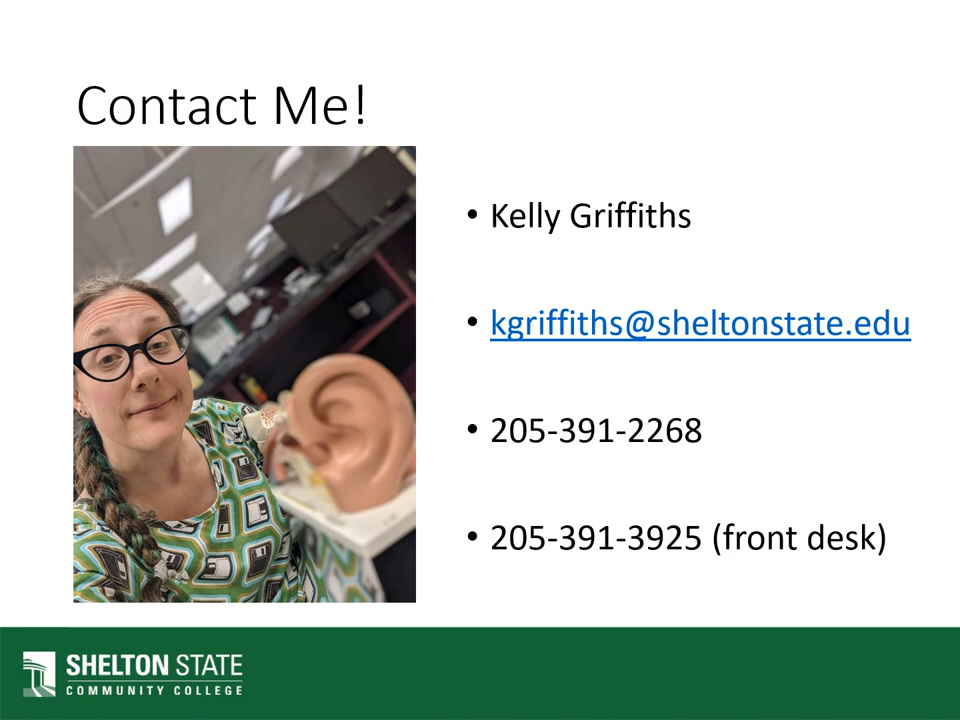 Contact Me!
• Kelly Griffiths
• kgriffiths@sheltonstate.edu
• 205-391-2268
• 205-391-3925 (front desk)
SHELTON STATE
COMMUNITY COLLEGE